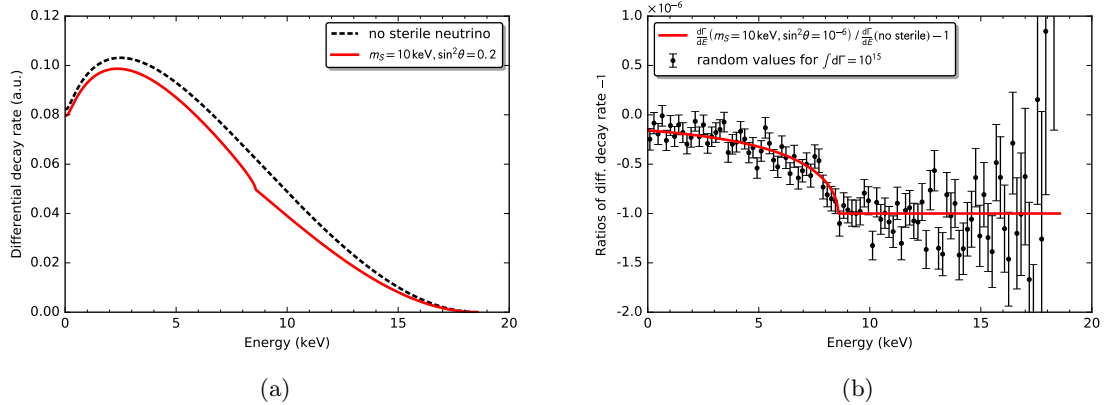 no sterile neutrino
m_S = 10 keV, sin²θ = 0.2
0.12
0.10
0.08
0.06
0.04
0.02
0.00
Differential decay rate (a.u.)
0 5 10 15 20
Energy (keV)
(a)
×10⁻⁶
dΓ/dE (m_S = 10 keV, sin²θ = 10⁻⁶) / dΓ/dE (no sterile) − 1
random values for ∫dΓ = 10¹⁵
1.0
0.5
0.0
-0.5
-1.0
-1.5
-2.0
Ratios of diff. decay rate −1
0 5 10 15 20
Energy (keV)
(b)